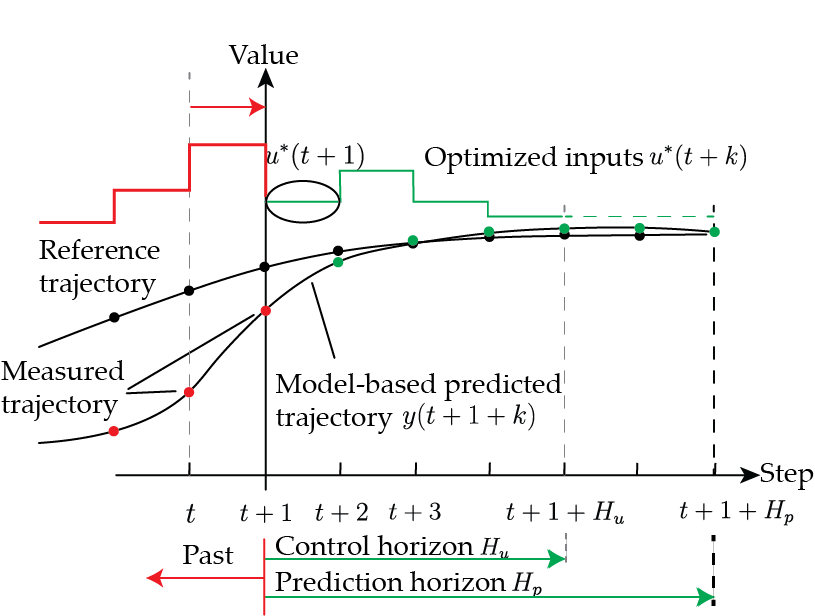 Value
u*(t + 1)
Optimized inputs u*(t + k)
Reference
trajectory
Measured
trajectory
Model-based predicted
trajectory y(t + 1 + k)
Step
t
t + 1
t + 2
t + 3
t + 1 + H_u
t + 1 + H_p
Past
Control horizon H_u
Prediction horizon H_p